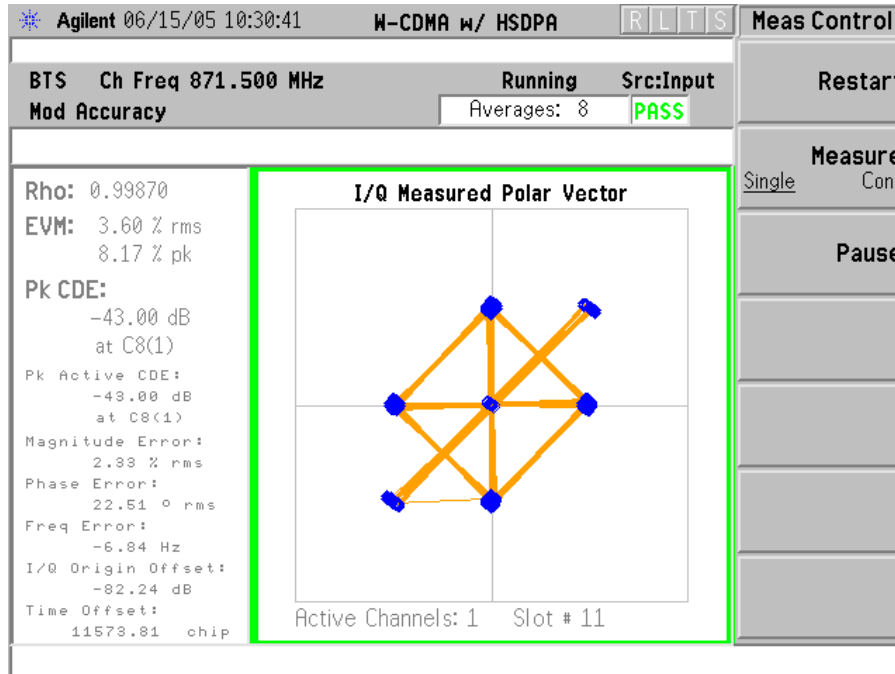 Agilent 06/15/05 10:30:41 W-CDMA w/ HSDPA R L T S Meas Control
BTS Ch Freq 871.500 MHz Running Src:Input
Mod Accuracy Averages: 8 PASS
Restart
Measure
Single Con
Pause
Rho: 0.99870
EVM: 3.60 % rms
8.17 % pk
Pk CDE:
-43.00 dB
at C8(1)
Pk Active CDE:
-43.00 dB
at C8(1)
Magnitude Error:
2.33 % rms
Phase Error:
22.51 º rms
Freq Error:
-6.84 Hz
I/Q Origin Offset:
-82.24 dB
Time Offset:
11573.81 chip
I/Q Measured Polar Vector
Active Channels: 1 Slot # 11